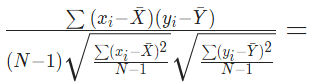 \frac{\sum (x_i - \bar{X})(y_i - \bar{Y})}{(N-1)\sqrt{\frac{\sum (x_i - \bar{X})^2}{N-1}}\sqrt{\frac{\sum (y_i - \bar{Y})^2}{N-1}}} =